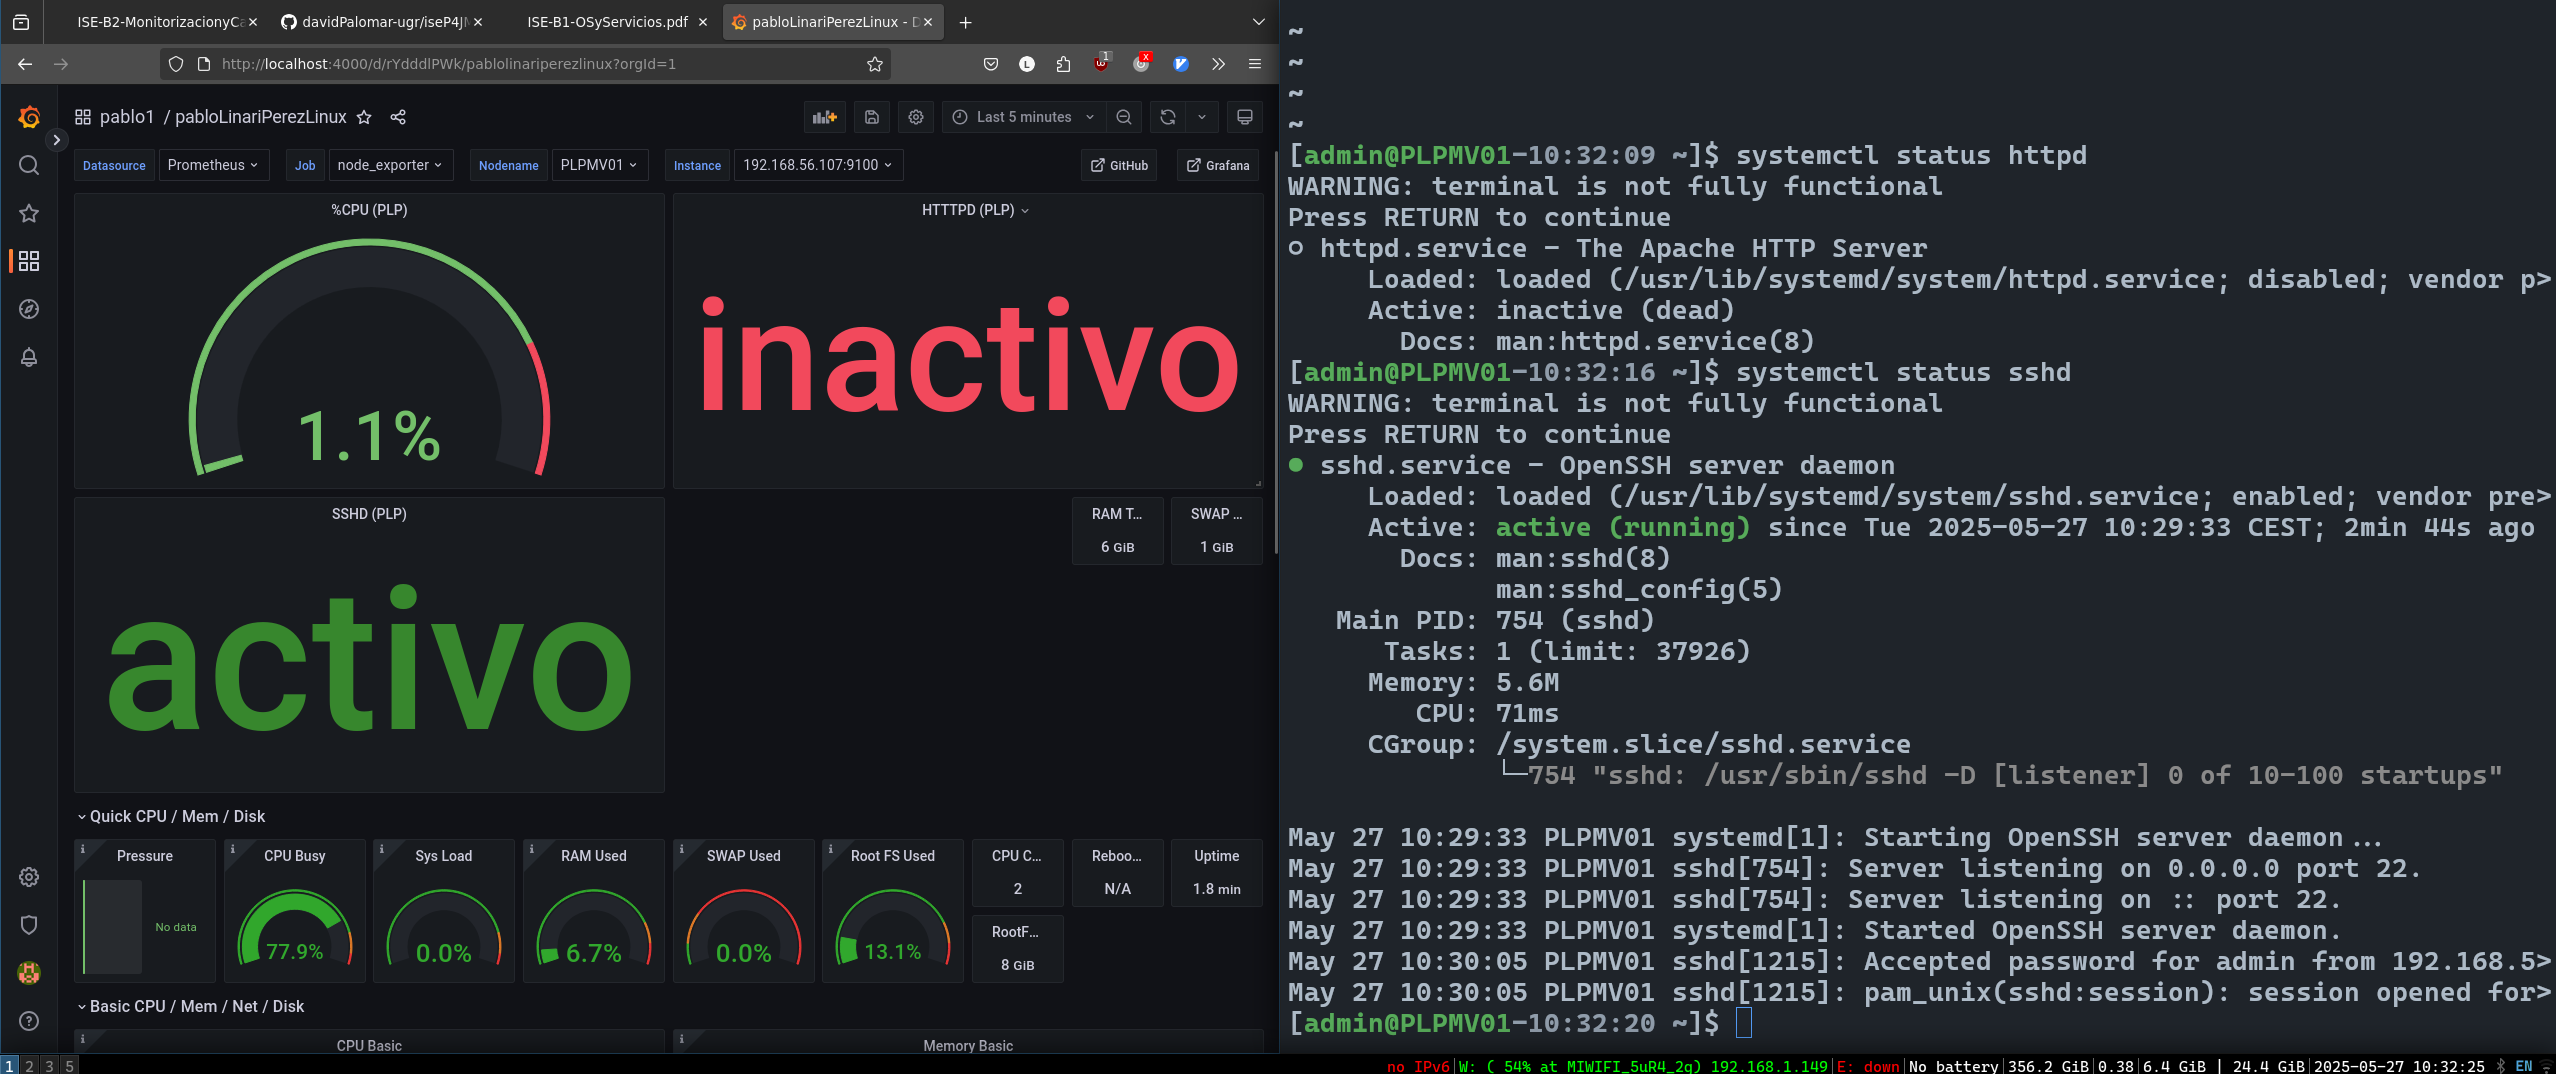 ISE-B2-MonitorizacionyCa
davidPalomar-ugr/iseP4JM
ISE-B1-OSyServicios.pdf
pabloLinariPerezLinux - D
http://localhost:4000/d/rYdddlPWk/pablolinariperezlinux?orgId=1
pablo1 / pabloLinariPerezLinux
Last 5 minutes
Datasource Prometheus Job node_exporter Nodename PLPMV01 Instance 192.168.56.107:9100 GitHub Grafana
%CPU (PLP)
1.1%
HTTTPD (PLP)
inactivo
SSHD (PLP)
activo
RAM T...
6 GiB
SWAP ...
1 GiB
Quick CPU / Mem / Disk
Pressure
No data
CPU Busy
77.9%
Sys Load
0.0%
RAM Used
6.7%
SWAP Used
0.0%
Root FS Used
13.1%
CPU C...
2
Reboo...
N/A
Uptime
1.8 min
RootF...
8 GiB
Basic CPU / Mem / Net / Disk
CPU Basic
Memory Basic
~
~
~
~
[admin@PLPMV01-10:32:09 ~]$ systemctl status httpd
WARNING: terminal is not fully functional
Press RETURN to continue
○ httpd.service - The Apache HTTP Server
Loaded: loaded (/usr/lib/systemd/system/httpd.service; disabled; vendor p>
Active: inactive (dead)
Docs: man:httpd.service(8)
[admin@PLPMV01-10:32:16 ~]$ systemctl status sshd
WARNING: terminal is not fully functional
Press RETURN to continue
● sshd.service - OpenSSH server daemon
Loaded: loaded (/usr/lib/systemd/system/sshd.service; enabled; vendor pre>
Active: active (running) since Tue 2025-05-27 10:29:33 CEST; 2min 44s ago
Docs: man:sshd(8)
man:sshd_config(5)
Main PID: 754 (sshd)
Tasks: 1 (limit: 37926)
Memory: 5.6M
CPU: 71ms
CGroup: /system.slice/sshd.service
└─754 "sshd: /usr/sbin/sshd -D [listener] 0 of 10-100 startups"
May 27 10:29:33 PLPMV01 systemd[1]: Starting OpenSSH server daemon...
May 27 10:29:33 PLPMV01 sshd[754]: Server listening on 0.0.0.0 port 22.
May 27 10:29:33 PLPMV01 sshd[754]: Server listening on :: port 22.
May 27 10:29:33 PLPMV01 systemd[1]: Started OpenSSH server daemon.
May 27 10:30:05 PLPMV01 sshd[1215]: Accepted password for admin from 192.168.5>
May 27 10:30:05 PLPMV01 sshd[1215]: pam_unix(sshd:session): session opened for>
[admin@PLPMV01-10:32:20 ~]$
1 2 3 5
no IPv6|W: ( 54% at MIWIFI_5uR4_2g) 192.168.1.149|E: down|No battery|356.2 GiB|0.38|6.4 GiB | 24.4 GiB|2025-05-27 10:32:25 EN